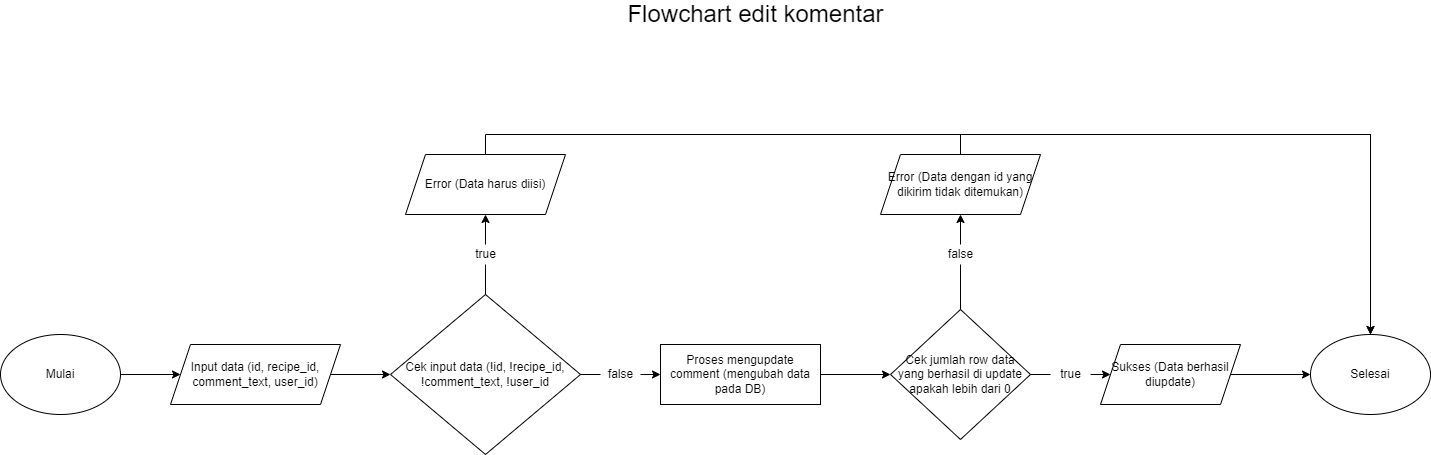 Flowchart edit komentar
Error (Data harus diisi)
Error (Data dengan id yang
dikirim tidak ditemukan)
true
false
Mulai
Input data (id, recipe_id,
comment_text, user_id)
Cek input data (!id, !recipe_id,
!comment_text, !user_id
false
Proses mengupdate
comment (mengubah data
pada DB)
Cek jumlah row data
yang berhasil di update
apakah lebih dari 0
true
Sukses (Data berhasil
diupdate)
Selesai